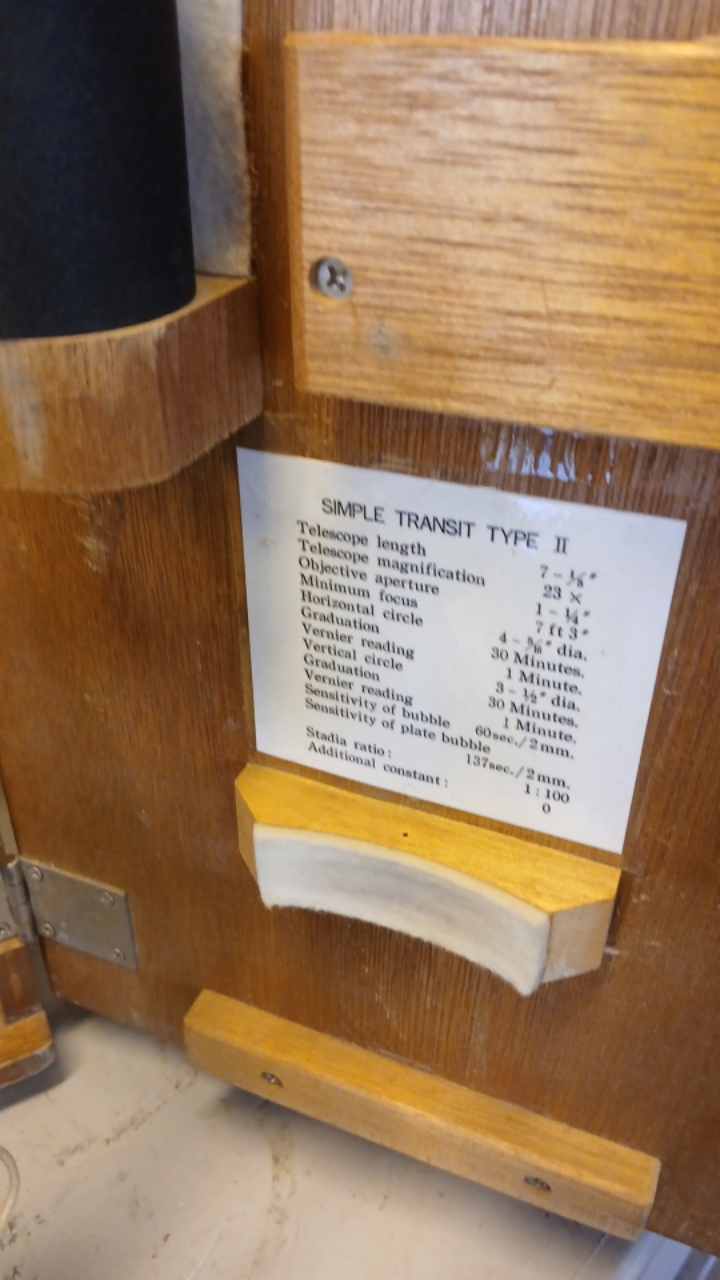 SIMPLE TRANSIT TYPE II
Telescope length 7-⅛"
Telescope magnification 23 ×
Objective aperture 1-¼"
Minimum focus 7 ft 3"
Horizontal circle 4-5/16" dia.
Graduation 30 Minutes.
Vernier reading 1 Minute.
Vertical circle 3-½" dia.
Graduation 30 Minutes.
Vernier reading 1 Minute.
Sensitivity of bubble 60sec./2mm.
Sensitivity of plate bubble 137sec./2mm.
Stadia ratio: 1:100
Additional constant: 0